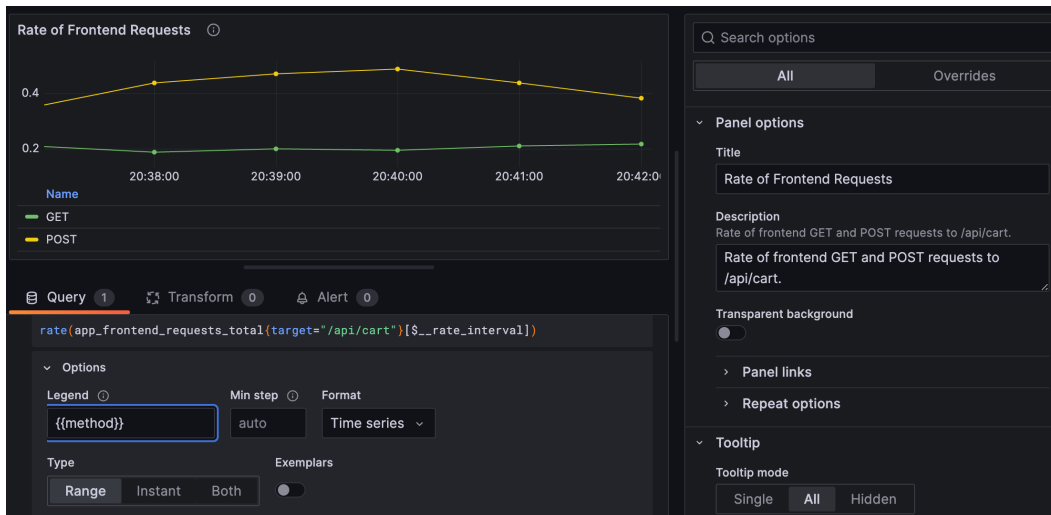 Rate of Frontend Requests
0.4
0.2
20:38:00 20:39:00 20:40:00 20:41:00 20:42:00
Name
GET
POST
Query 1 Transform 0 Alert 0
rate(app_frontend_requests_total{target="/api/cart"}[$__rate_interval])
Options
Legend Min step Format
{{method}} auto Time series
Type Exemplars
Range Instant Both
Search options
All Overrides
Panel options
Title
Rate of Frontend Requests
Description
Rate of frontend GET and POST requests to /api/cart.
Rate of frontend GET and POST requests to
/api/cart.
Transparent background
Panel links
Repeat options
Tooltip
Tooltip mode
Single All Hidden